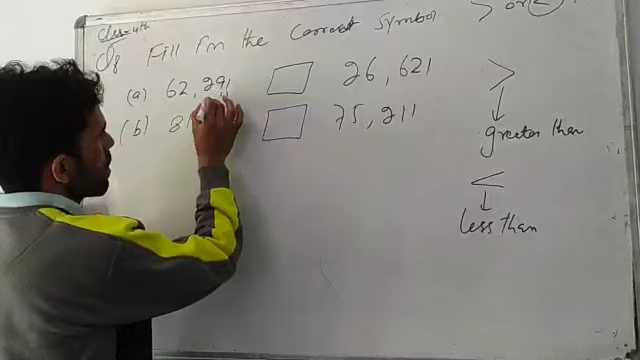 Class - 4th
Q8 Fill in the Correct Symbol > or <
(a) 62,291 26,621 >
(b) 8 75,211 greater than
<
less than